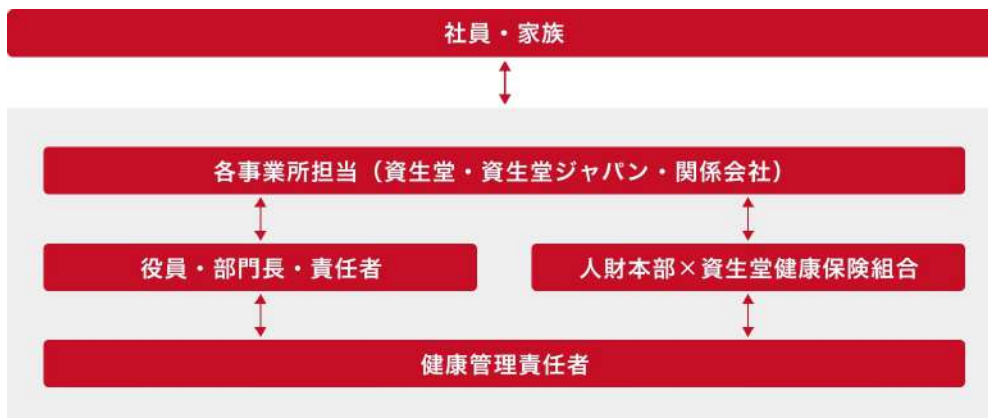 社員・家族
各事業所担当（資生堂・資生堂ジャパン・関係会社）
役員・部門長・責任者
人財本部×資生堂健康保険組合
健康管理責任者